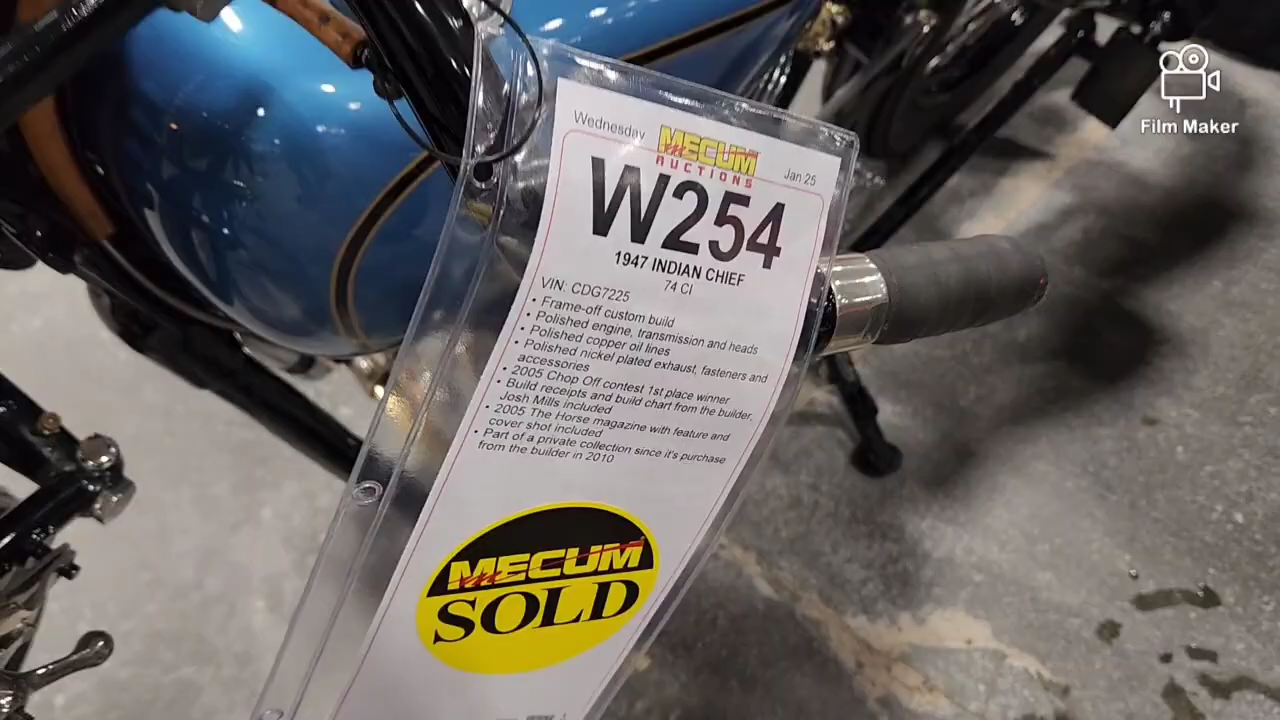 Film Maker
Wednesday
MECUM
AUCTIONS
Jan 25
W254
1947 INDIAN CHIEF
74 CI
VIN: CDG7225
• Frame-off custom build
• Polished engine, transmission and heads
• Polished copper oil lines
• Polished nickel plated exhaust, fasteners and
accessories
• 2005 Chop Off contest 1st place winner
• Build receipts and build chart from the builder,
Josh Mills included
• 2005 The Horse magazine with feature and
cover shot included
• Part of a private collection since it's purchase
from the builder in 2010
MECUM
SOLD